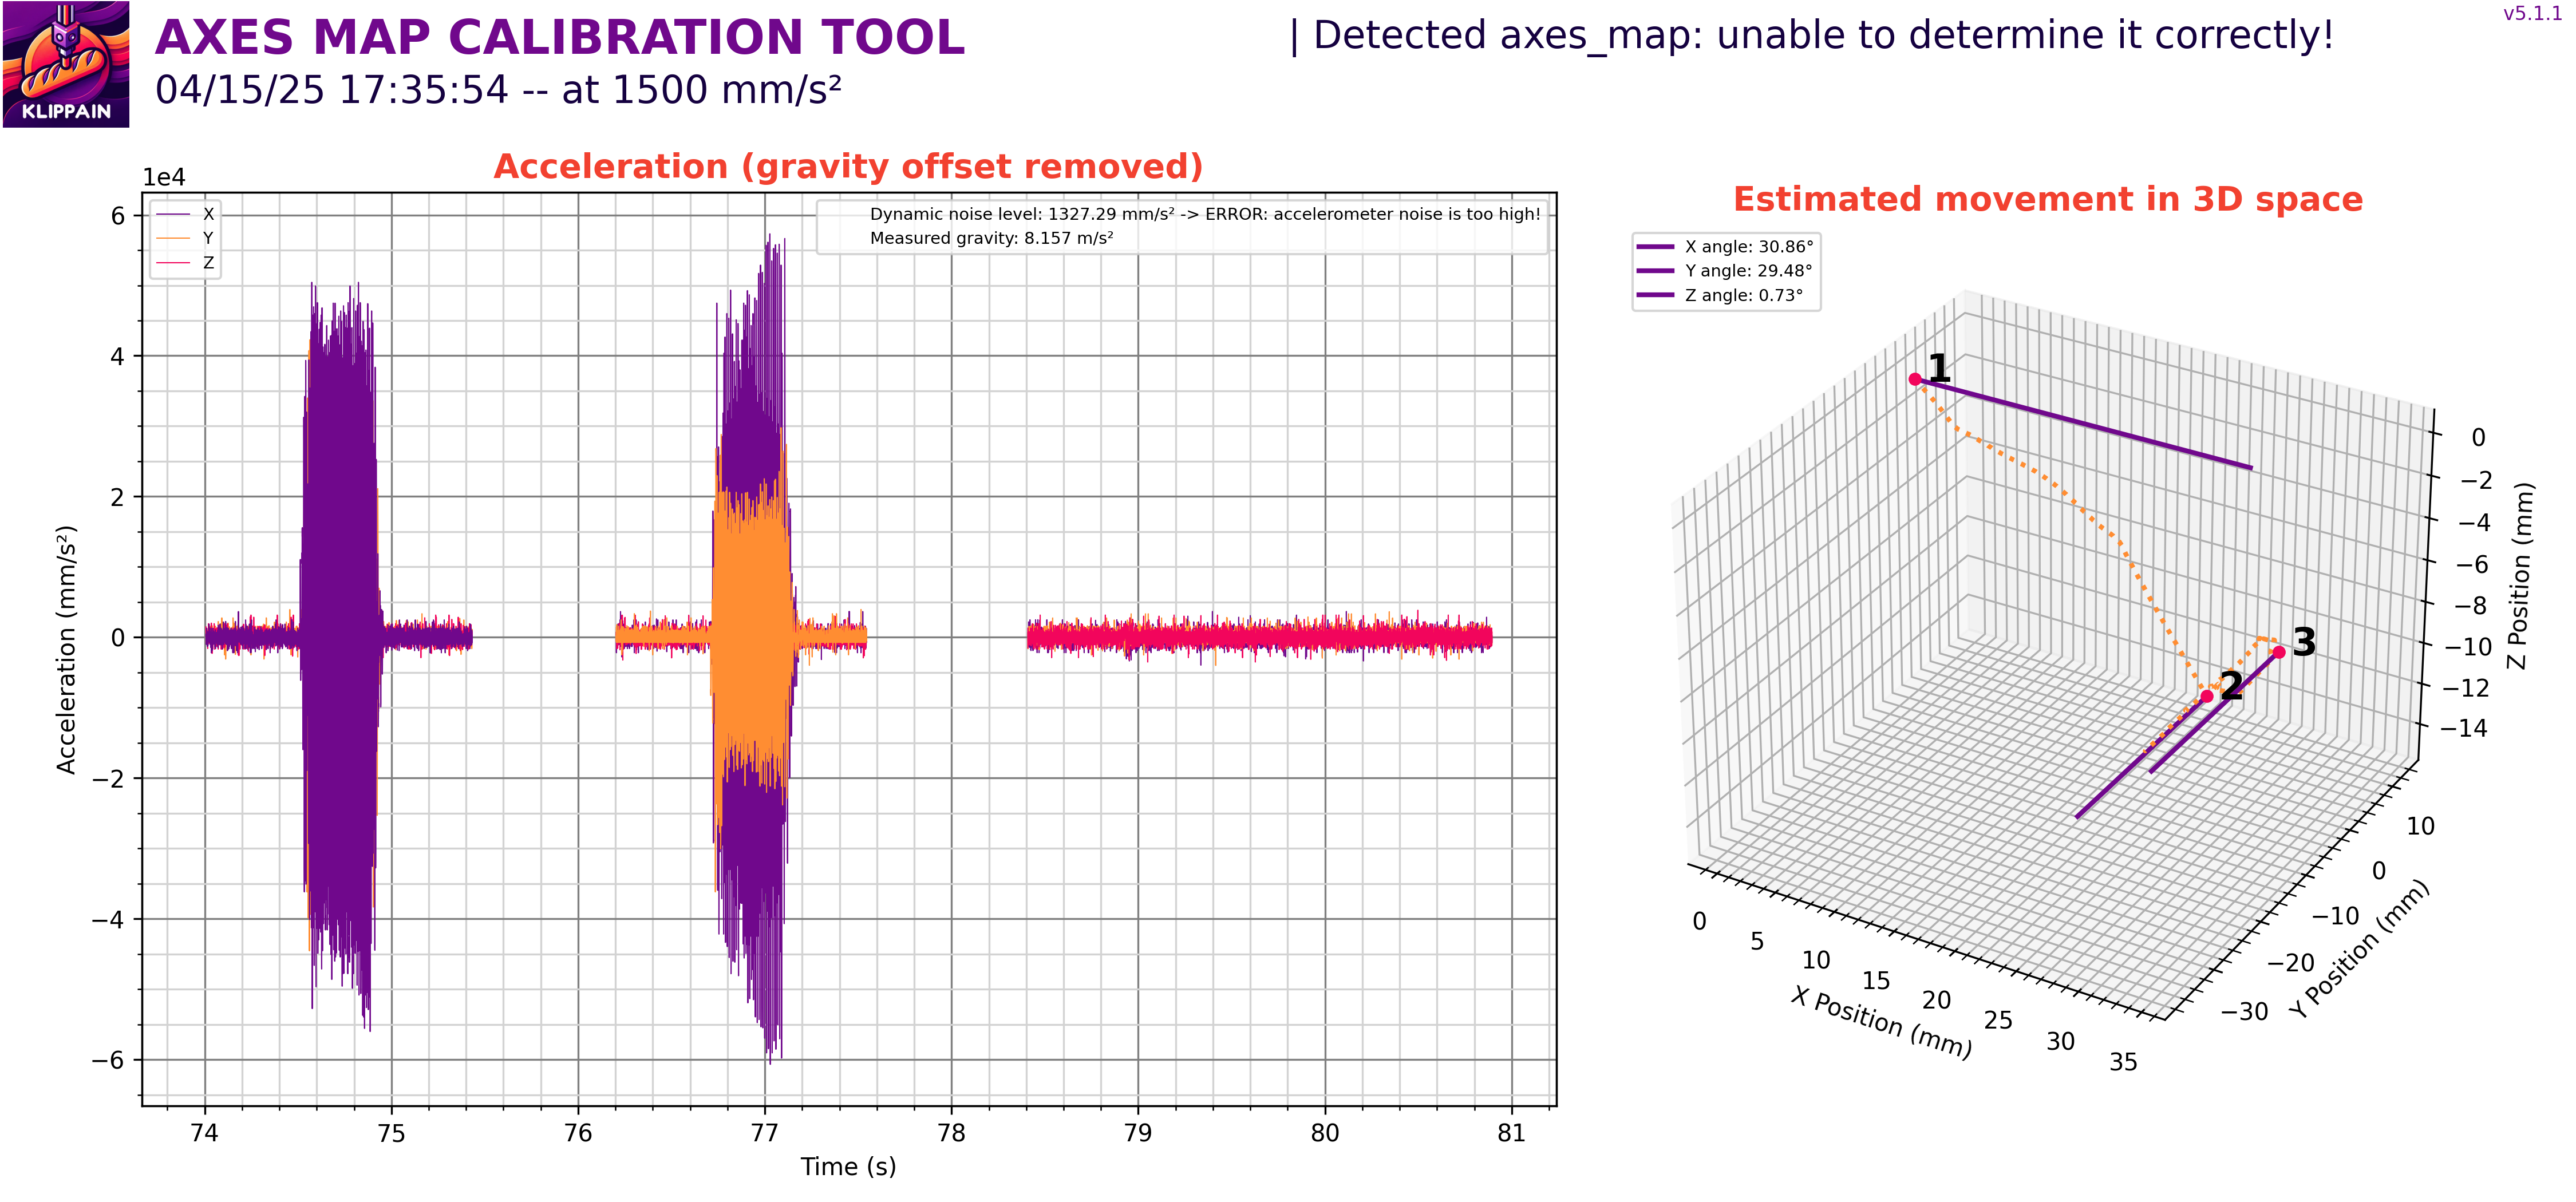 KLIPPAIN
AXES MAP CALIBRATION TOOL
04/15/25 17:35:54 -- at 1500 mm/s²
| Detected axes_map: unable to determine it correctly!
v5.1.1
Acceleration (gravity offset removed)
1e4
X
Y
Z
Dynamic noise level: 1327.29 mm/s² -> ERROR: accelerometer noise is too high!
Measured gravity: 8.157 m/s²
6
4
2
0
−2
−4
−6
Acceleration (mm/s²)
74 75 76 77 78 79 80 81
Time (s)
Estimated movement in 3D space
X angle: 30.86°
Y angle: 29.48°
Z angle: 0.73°
1
2
3
0
−2
−4
−6
−8
−10
−12
−14
Z Position (mm)
10
0
−10
−20
−30
Y Position (mm)
0 5 10 15 20 25 30 35
X Position (mm)